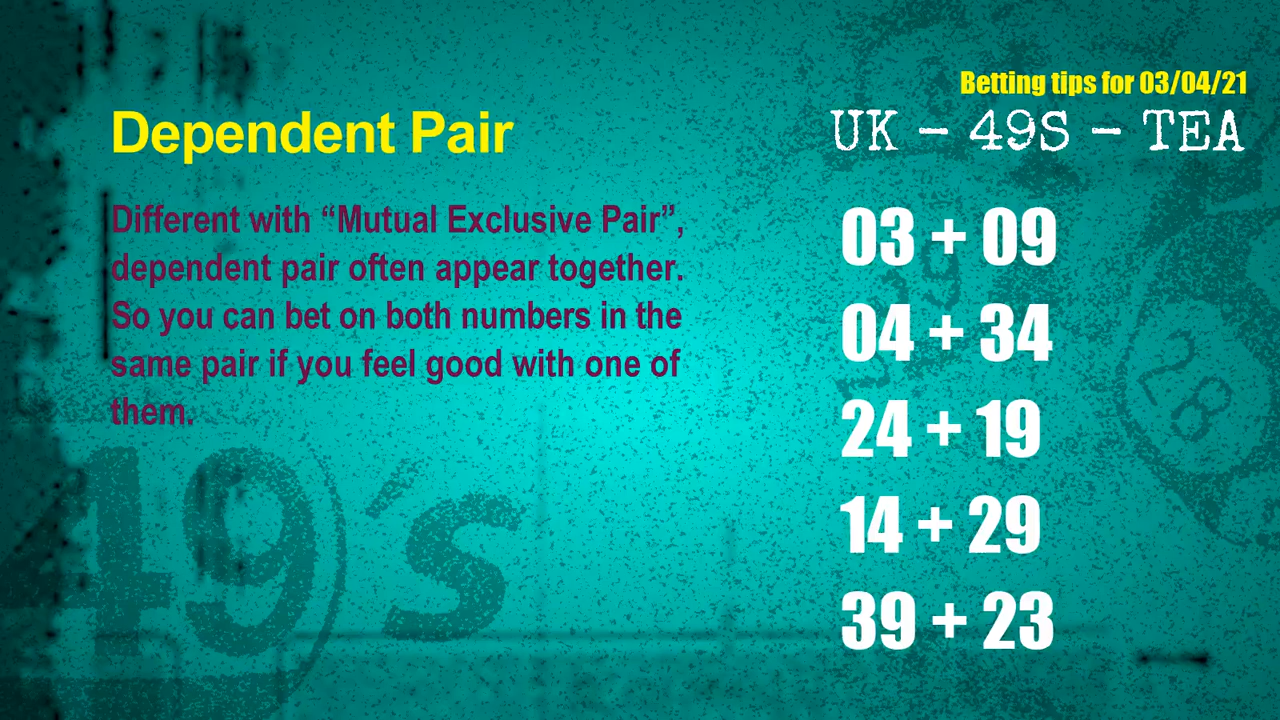 Betting tips for 03/04/21
UK - 49S - TEA
Dependent Pair
Different with “Mutual Exclusive Pair”,
dependent pair often appear together.
So you can bet on both numbers in the
same pair if you feel good with one of
them.
03 + 09
04 + 34
24 + 19
14 + 29
39 + 23
49's
28